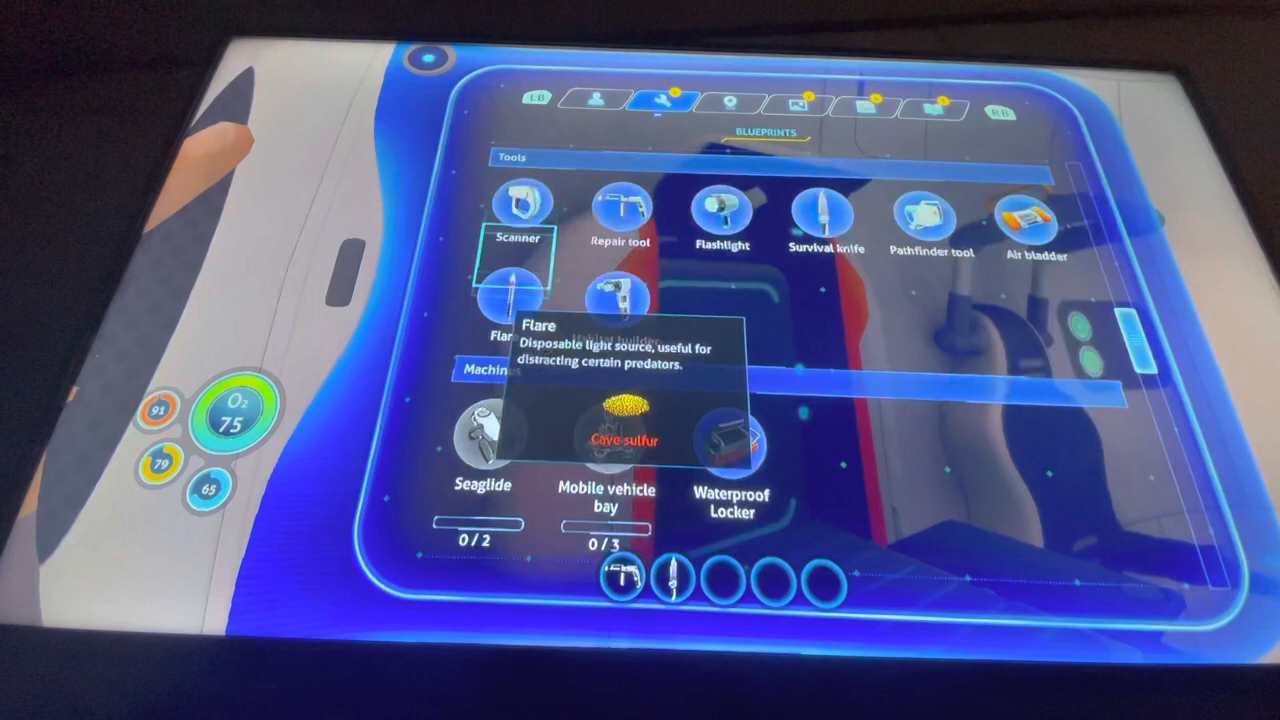 LB
RB
BLUEPRINTS
Tools
Scanner
Repair tool
Flashlight
Survival knife
Pathfinder tool
Air bladder
Flare
Disposable light source, useful for
distracting certain predators.
Cave sulfur
Seaglide
0 / 2
Mobile vehicle
bay
0 / 3
Waterproof
Locker
91
O₂
75
79
65